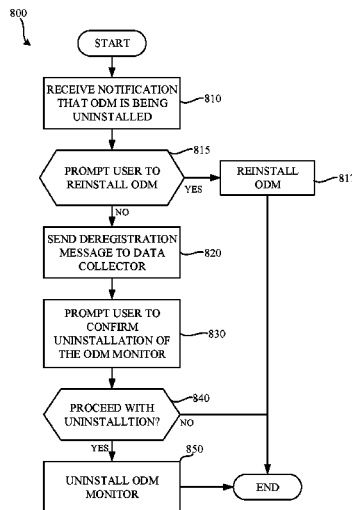 800
START
RECEIVE NOTIFICATION
THAT ODM IS BEING
UNINSTALLED
810
815
PROMPT USER TO
REINSTALL ODM
YES
REINSTALL
ODM
817
NO
SEND DEREGISTRATION
MESSAGE TO DATA
COLLECTOR
820
PROMPT USER TO
CONFIRM
UNINSTALLATION OF
THE ODM MONITOR
830
840
PROCEED WITH
UNINSTALLTION?
NO
YES
850
UNINSTALL ODM
MONITOR
END